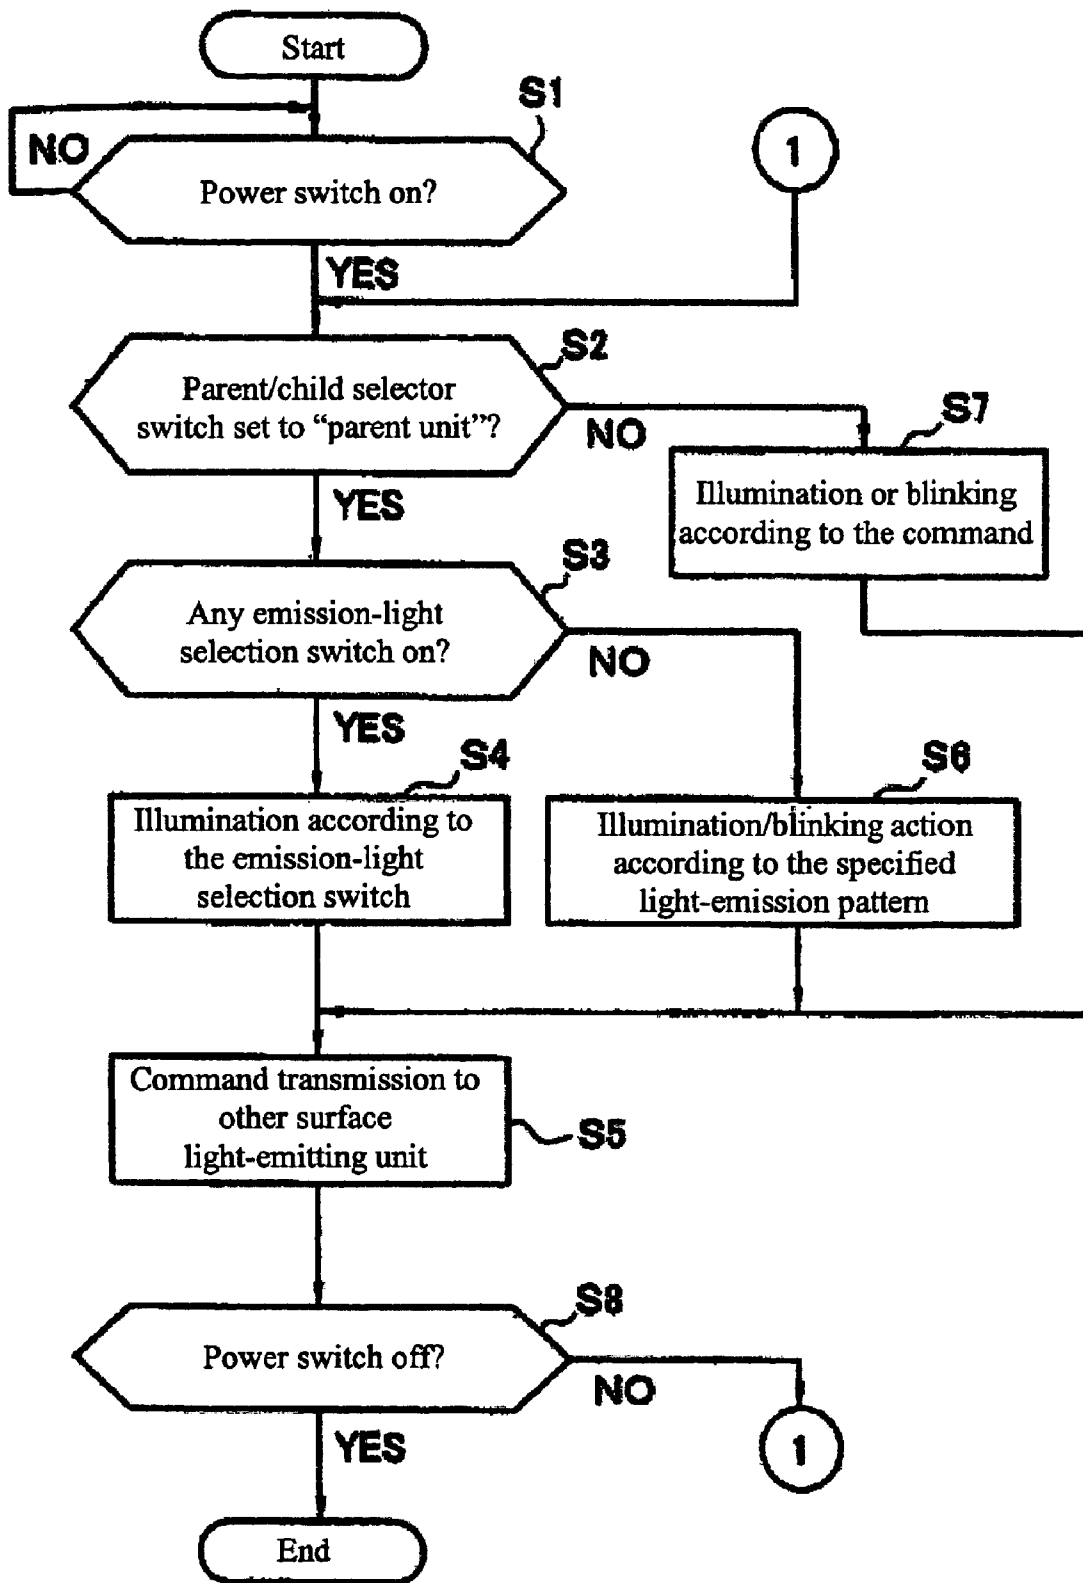 Start
S1
NO
1
Power switch on?
YES
S2
Parent/child selector
switch set to “parent unit”?
NO
S7
Illumination or blinking
according to the command
YES
S3
Any emission-light
selection switch on?
NO
YES
S4
S6
Illumination according to
the emission-light
selection switch
Illumination/blinking action
according to the specified
light-emission pattern
Command transmission to
other surface
light-emitting unit
S5
S8
Power switch off?
NO
YES
1
End